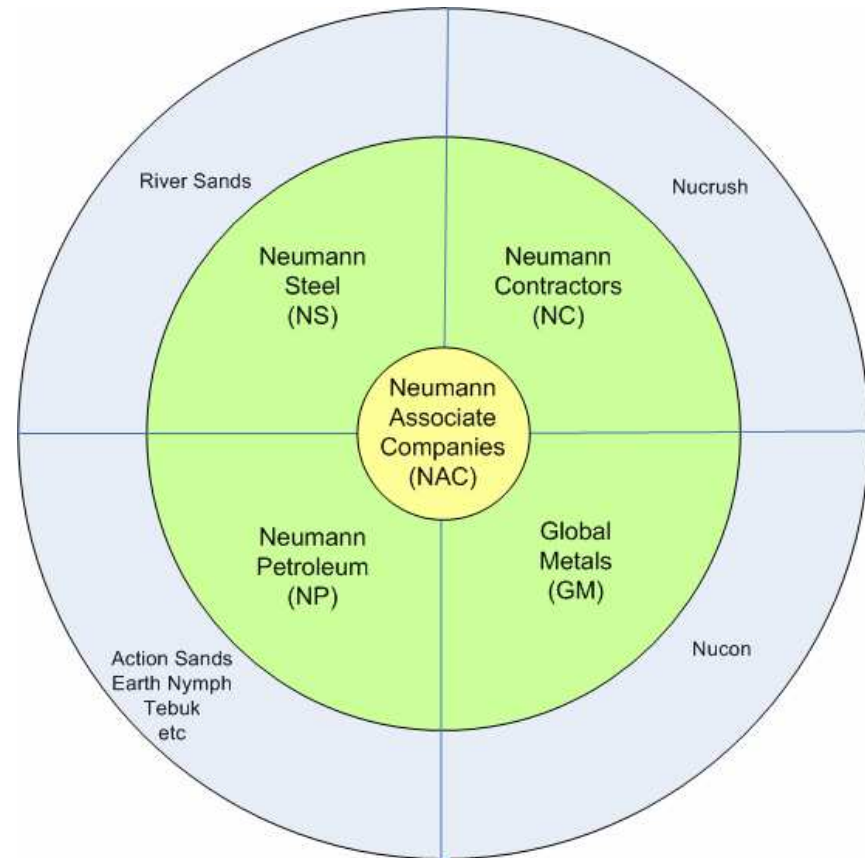 River Sands
Nucrush
Neumann
Steel
(NS)
Neumann
Contractors
(NC)
Neumann
Associate
Companies
(NAC)
Neumann
Petroleum
(NP)
Global
Metals
(GM)
Action Sands
Earth Nymph
Tebuk
etc
Nucon